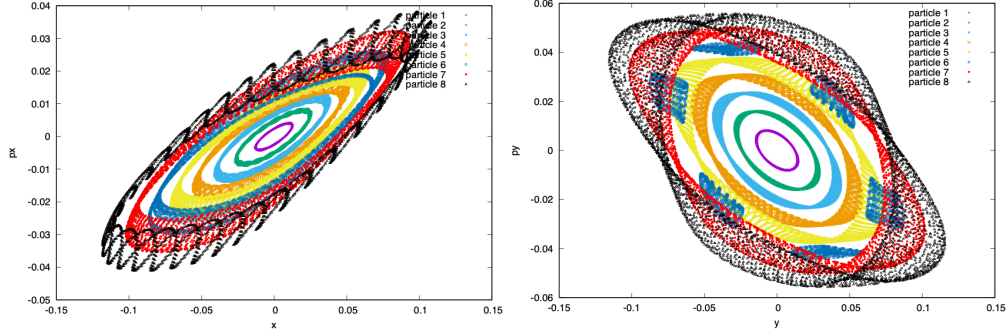 0.04
0.03
0.02
0.01
0
-0.01
-0.02
-0.03
-0.04
-0.05
px
-0.15
-0.1
-0.05
0
0.05
0.1
0.15
x
particle 1
particle 2
particle 3
particle 4
particle 5
particle 6
particle 7
particle 8
0.06
0.04
0.02
0
-0.02
-0.04
-0.06
py
-0.15
-0.1
-0.05
0
0.05
0.1
0.15
y
particle 1
particle 2
particle 3
particle 4
particle 5
particle 6
particle 7
particle 8